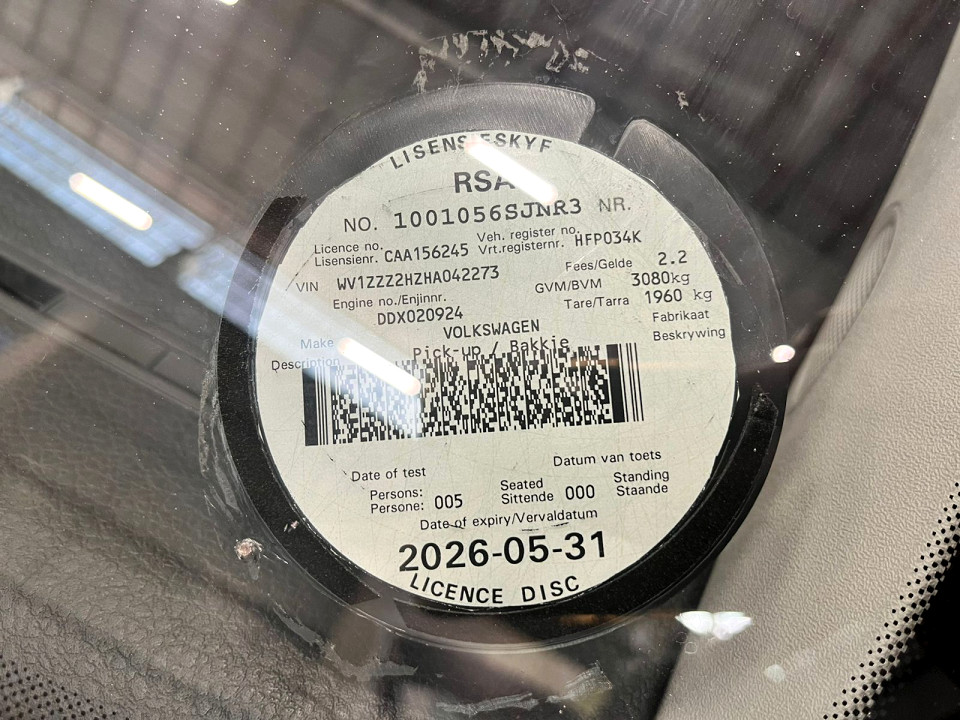 LISENSIESKYF
RSA
NO. 1001056SJNR3 NR.
Licence no. Veh. register no.
Lisensienr. CAA156245 Vrt.registernr. HFP034K
VIN WV1ZZZ2HZHA042273 Fees/Gelde 2.2
Engine no./Enjinnr. GVM/BVM 3080kg
DDX020924 Tare/Tarra 1960 kg
Make VOLKSWAGEN Fabrikaat
Description Pick-up / Bakkie Beskrywing
Date of test Datum van toets
Persons: Seated Standing
Persone: 005 Sittende 000 Staande
Date of expiry/Vervaldatum
2026-05-31
LICENCE DISC